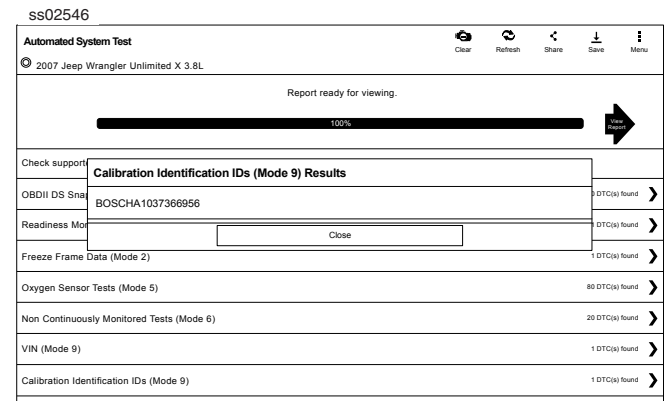 ss02546
Automated System Test
Clear Refresh Share Save Menu
2007 Jeep Wrangler Unlimited X 3.8L
Report ready for viewing.
100%
View
Report
Check support
Calibration Identification IDs (Mode 9) Results
OBDII DS Snap
DTC(s) found
BOSCHA1037366956
Readiness Mon
DTC(s) found
Close
Freeze Frame Data (Mode 2) 1 DTC(s) found
Oxygen Sensor Tests (Mode 5) 80 DTC(s) found
Non Continuously Monitored Tests (Mode 6) 20 DTC(s) found
VIN (Mode 9) 1 DTC(s) found
Calibration Identification IDs (Mode 9) 1 DTC(s) found